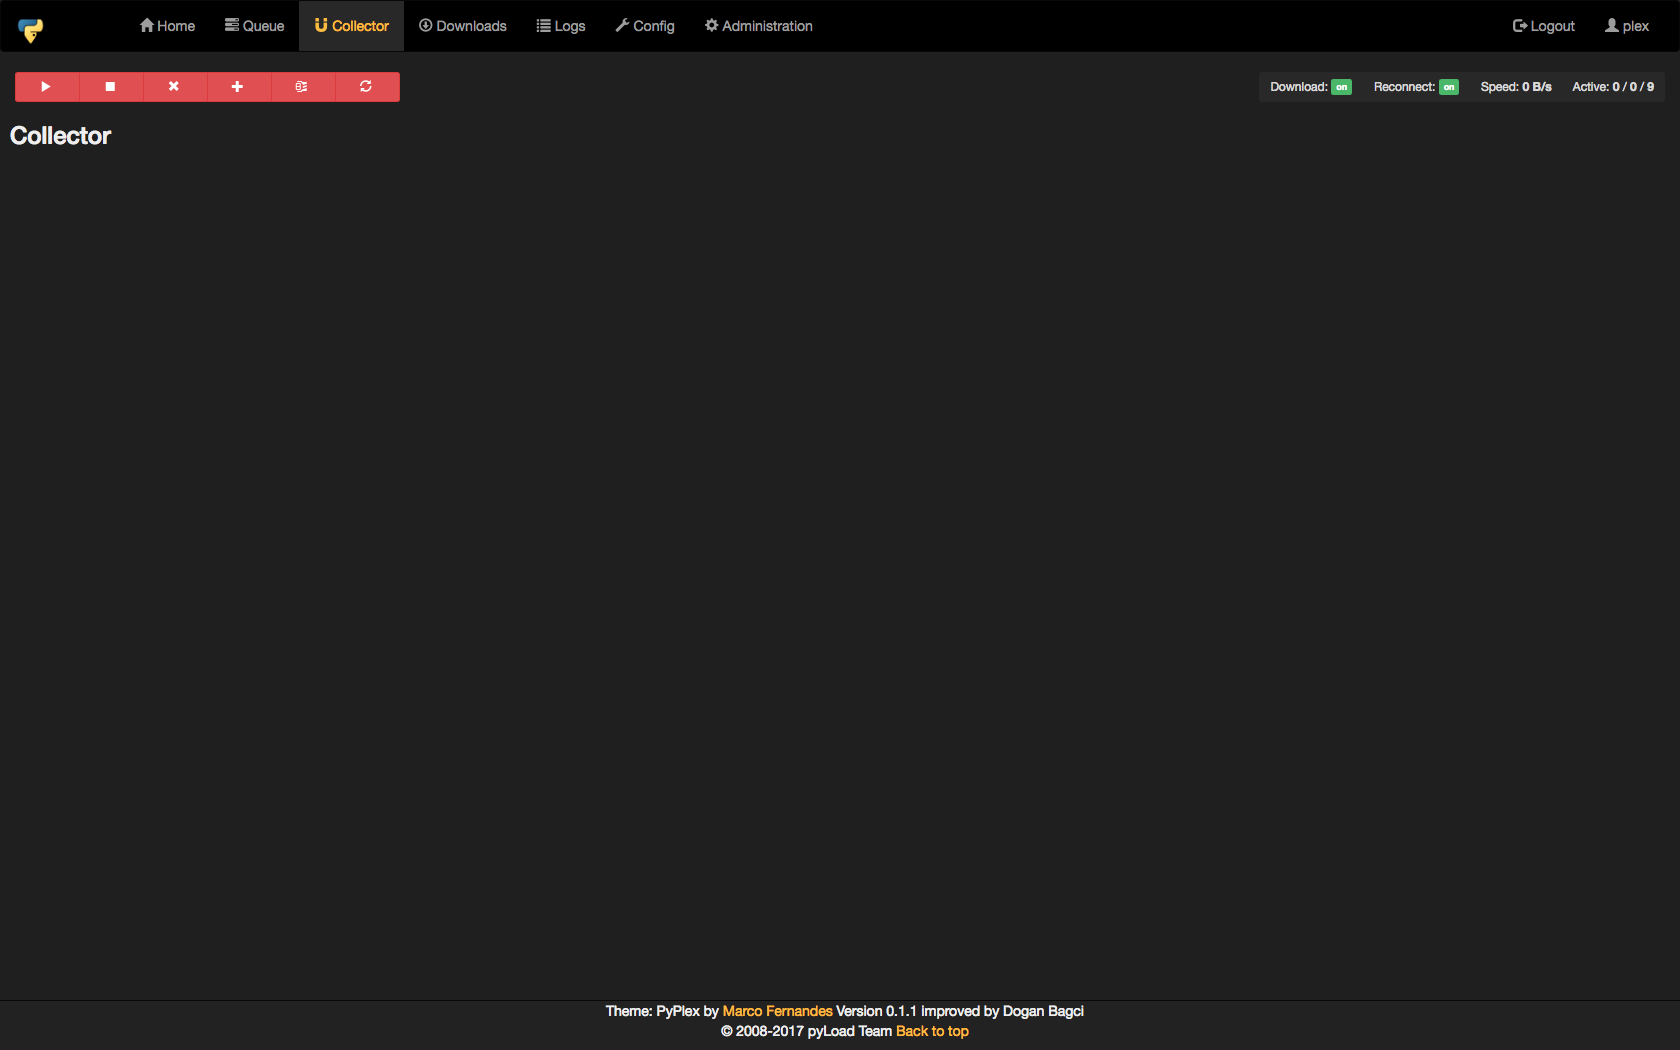 Home Queue Collector Downloads Logs Config Administration Logout plex
Download: on Reconnect: on Speed: 0 B/s Active: 0 / 0 / 9
Collector
Theme: PyPlex by Marco Fernandes Version 0.1.1 improved by Dogan Bagci
© 2008-2017 pyLoad Team Back to top